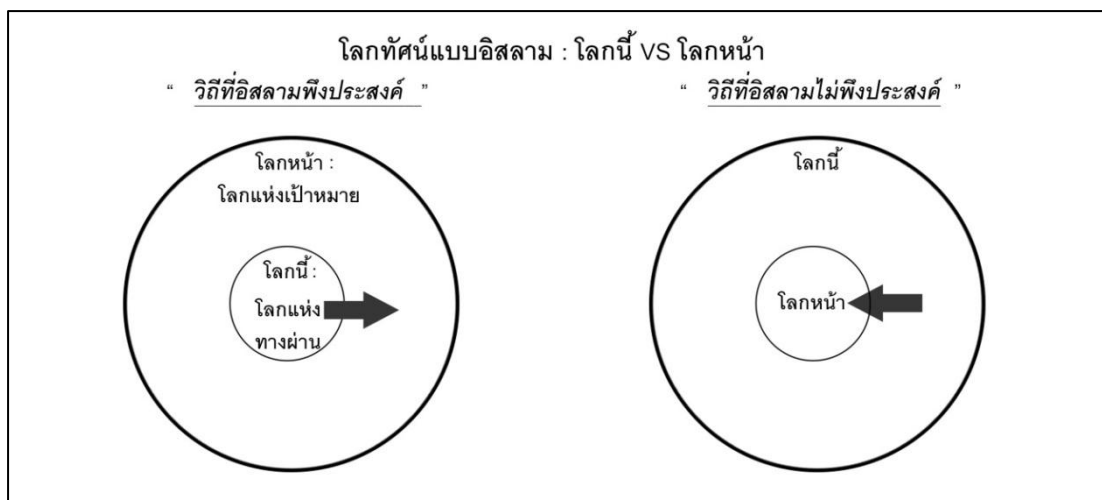 โลกทัศน์แบบอิสลาม : โลกนี้ VS โลกหน้า
“ วิถีที่อิสลามพึงประสงค์ ”
“ วิถีที่อิสลามไม่พึงประสงค์ ”
โลกหน้า :
โลกแห่งเป้าหมาย
โลกนี้ :
โลกแห่ง
ทางผ่าน
โลกนี้
โลกหน้า